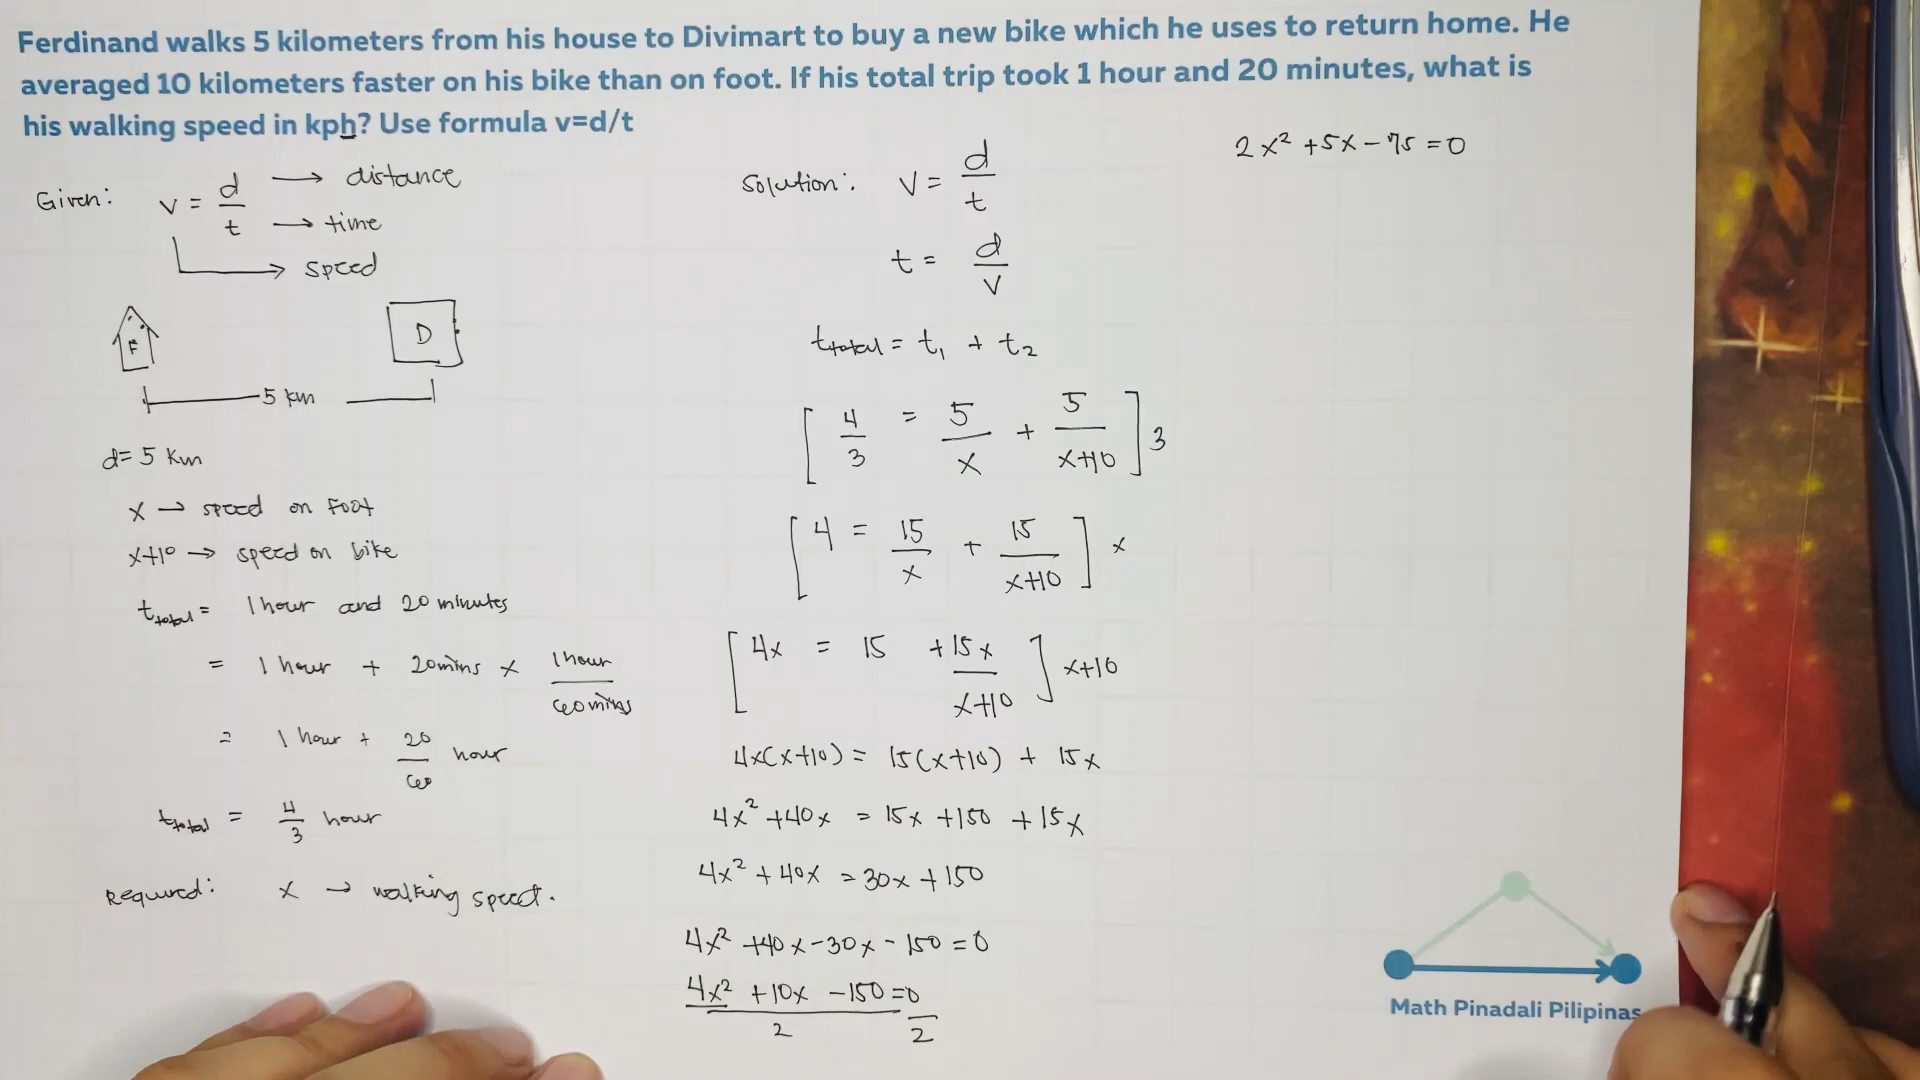 Ferdinand walks 5 kilometers from his house to Divimart to buy a new bike which he uses to return home. He
averaged 10 kilometers faster on his bike than on foot. If his total trip took 1 hour and 20 minutes, what is
his walking speed in kph? Use formula v=d/t
Given: v = d/t → distance
→ time
→ speed
F
D
5 km
d= 5 km
x → speed on foot
x+10 → speed on bike
t_total = 1 hour and 20 minutes
= 1 hour + 20mins x 1hour/60mins
= 1 hour + 20/60 hour
t_total = 4/3 hour
Required: x → walking speed.
Solution: v = d/t
t = d/v
t_total = t₁ + t₂
[ 4/3 = 5/x + 5/x+10 ] 3
[ 4 = 15/x + 15/x+10 ] x
[ 4x = 15 + 15x/x+10 ] x+10
4x(x+10) = 15(x+10) + 15x
4x² +40x = 15x +150 +15x
4x² + 40x = 30x + 150
4x² +40x -30x - 150 = 0
4x² +10x -150 = 0
2 2
2x² +5x -75 = 0
Math Pinadali Pilipinas